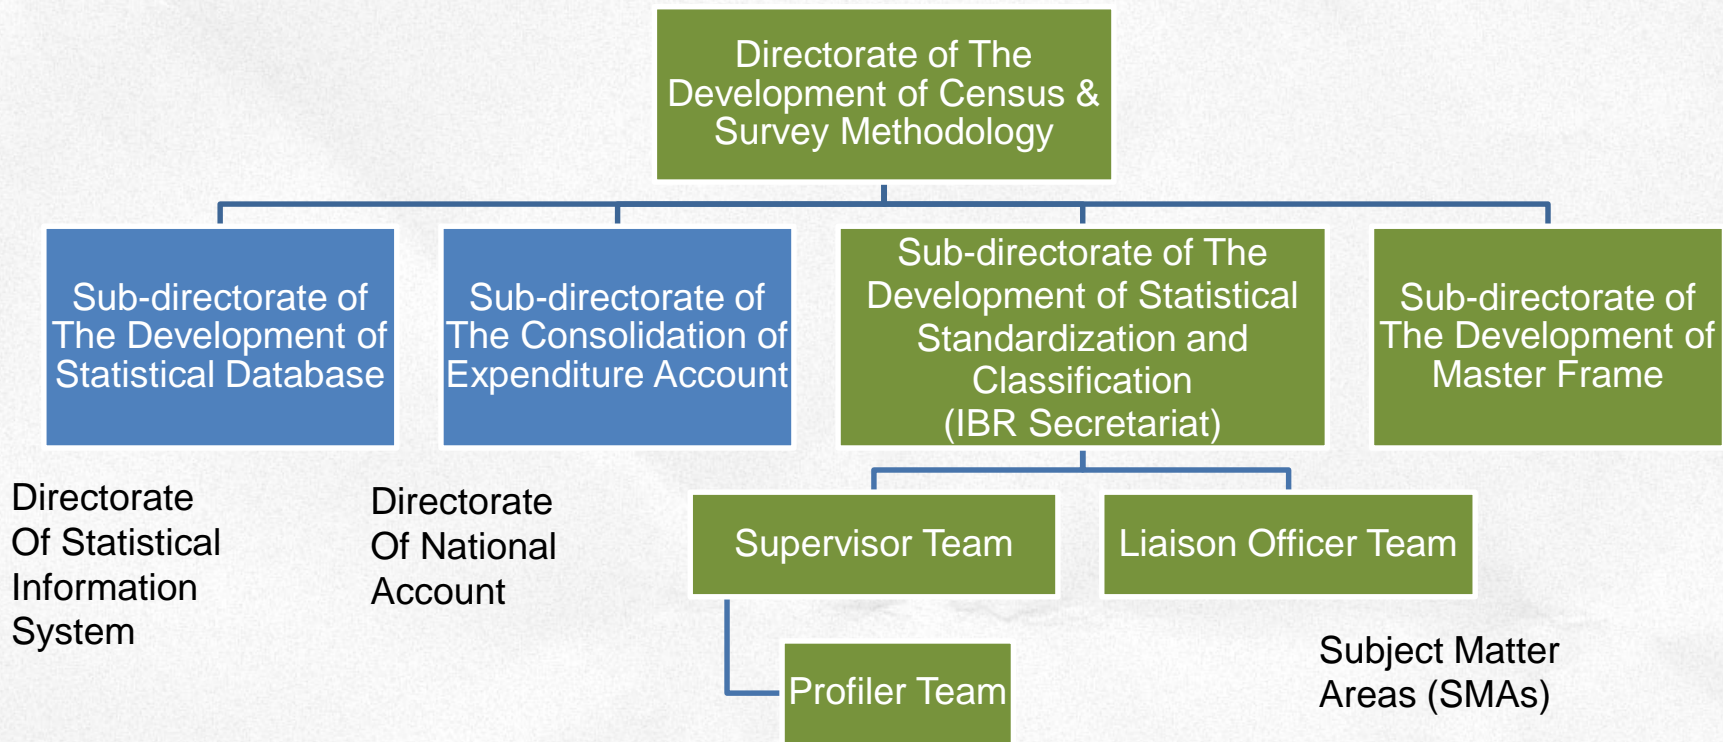 Directorate of The
Development of Census &
Survey Methodology
Sub-directorate of
The Development of
Statistical Database
Sub-directorate of
The Consolidation of
Expenditure Account
Sub-directorate of The
Development of Statistical
Standardization and
Classification
(IBR Secretariat)
Sub-directorate of
The Development of
Master Frame
Directorate
Of Statistical
Information
System
Directorate
Of National
Account
Supervisor Team
Liaison Officer Team
Profiler Team
Subject Matter
Areas (SMAs)